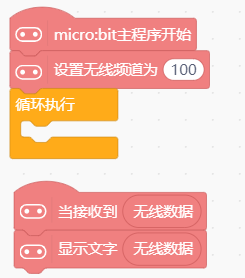 micro:bit主程序开始
设置无线频道为 100
循环执行
当接收到 无线数据
显示文字 无线数据